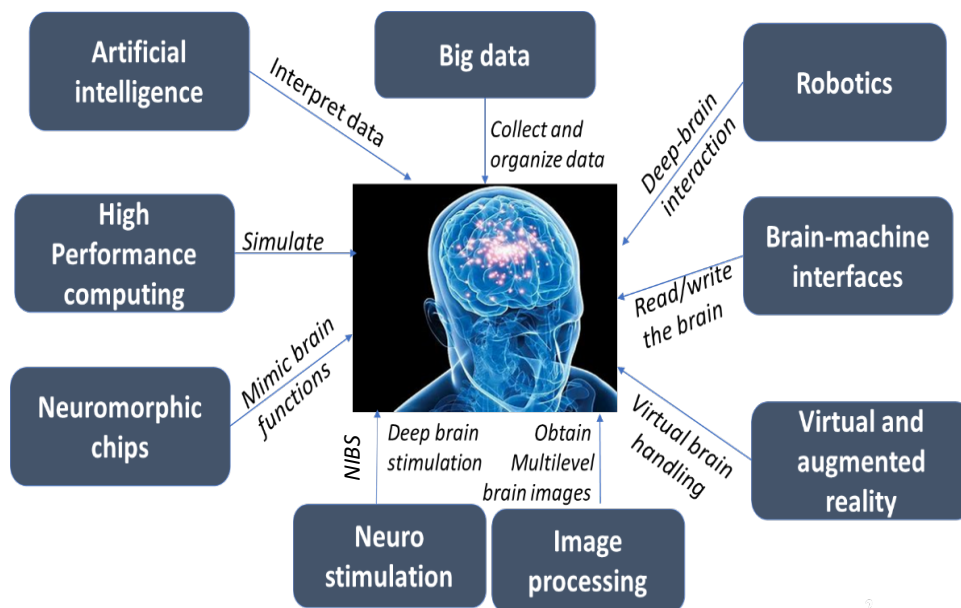 Artificial
intelligence
Interpret data
Big data
Collect and
organize data
Robotics
Deep-brain
interaction
High
Performance
computing
Simulate
Brain-machine
interfaces
Read/write
the brain
Neuromorphic
chips
Mimic brain
functions
NIBS
Deep brain
stimulation
Obtain
Multilevel
brain images
Virtual brain
handling
Virtual and
augmented
reality
Neuro
stimulation
Image
processing